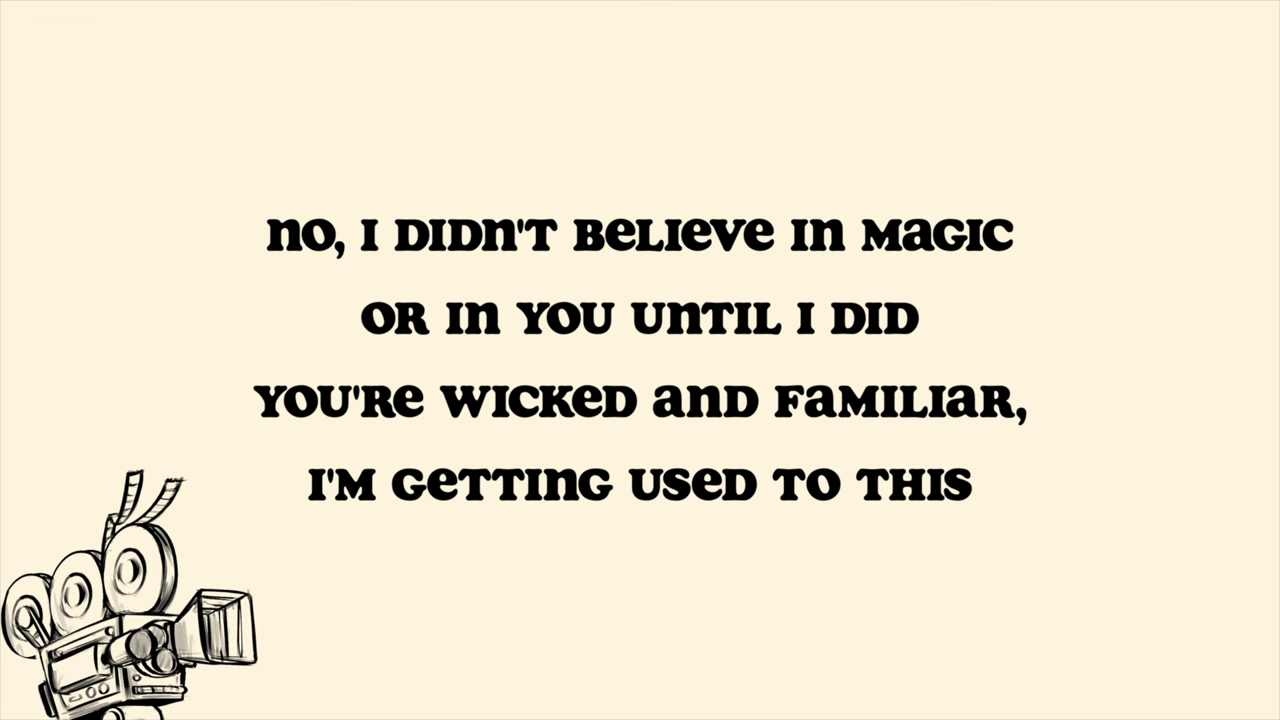 NO, I DIDN'T BELIEVE IN MAGIC
OR IN YOU UNTIL I DID
YOU'RE WICKED AND FAMILIAR,
I'M GETTING USED TO THIS